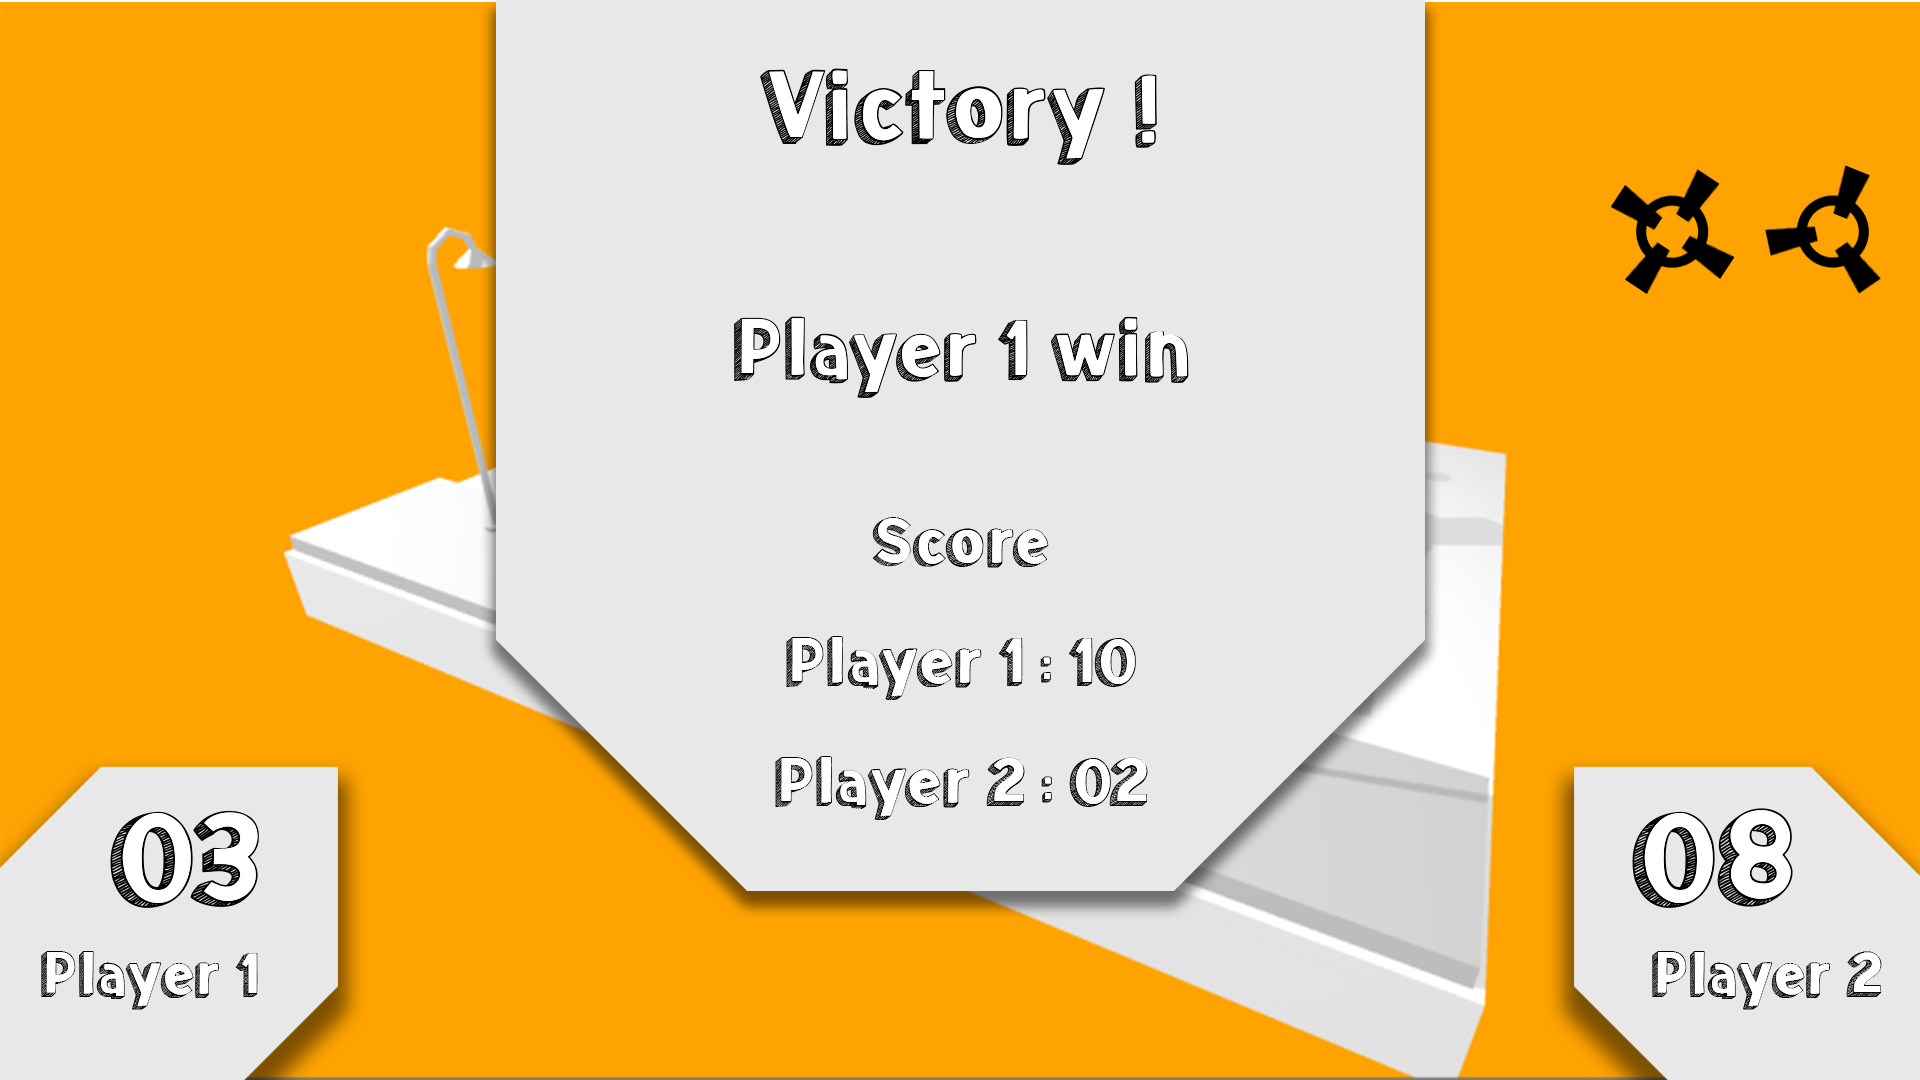 Victory !
Player 1 win
Score
Player 1 : 10
Player 2 : 02
03
Player 1
08
Player 2